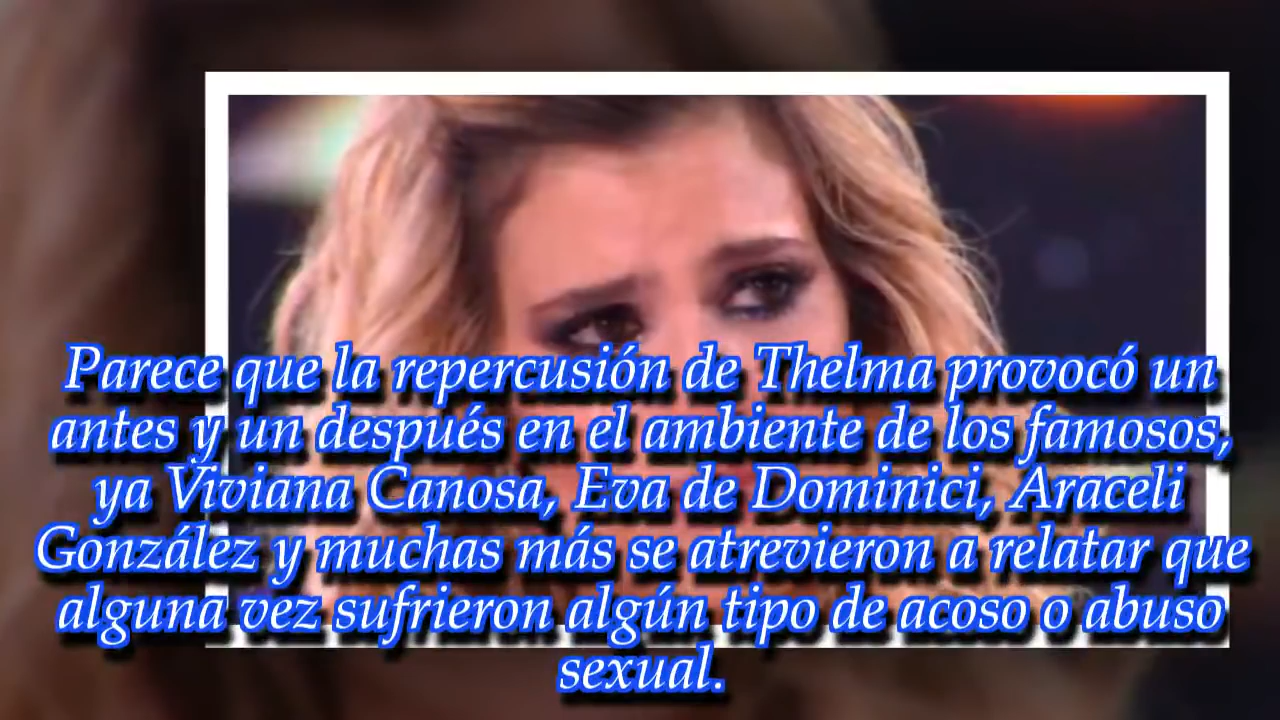 Parece que la repercusión de Thelma provocó un
antes y un después en el ambiente de los famosos,
ya Viviana Canosa, Eva de Dominici, Araceli
González y muchas más se atrevieron a relatar que
alguna vez sufrieron algún tipo de acoso o abuso
sexual.